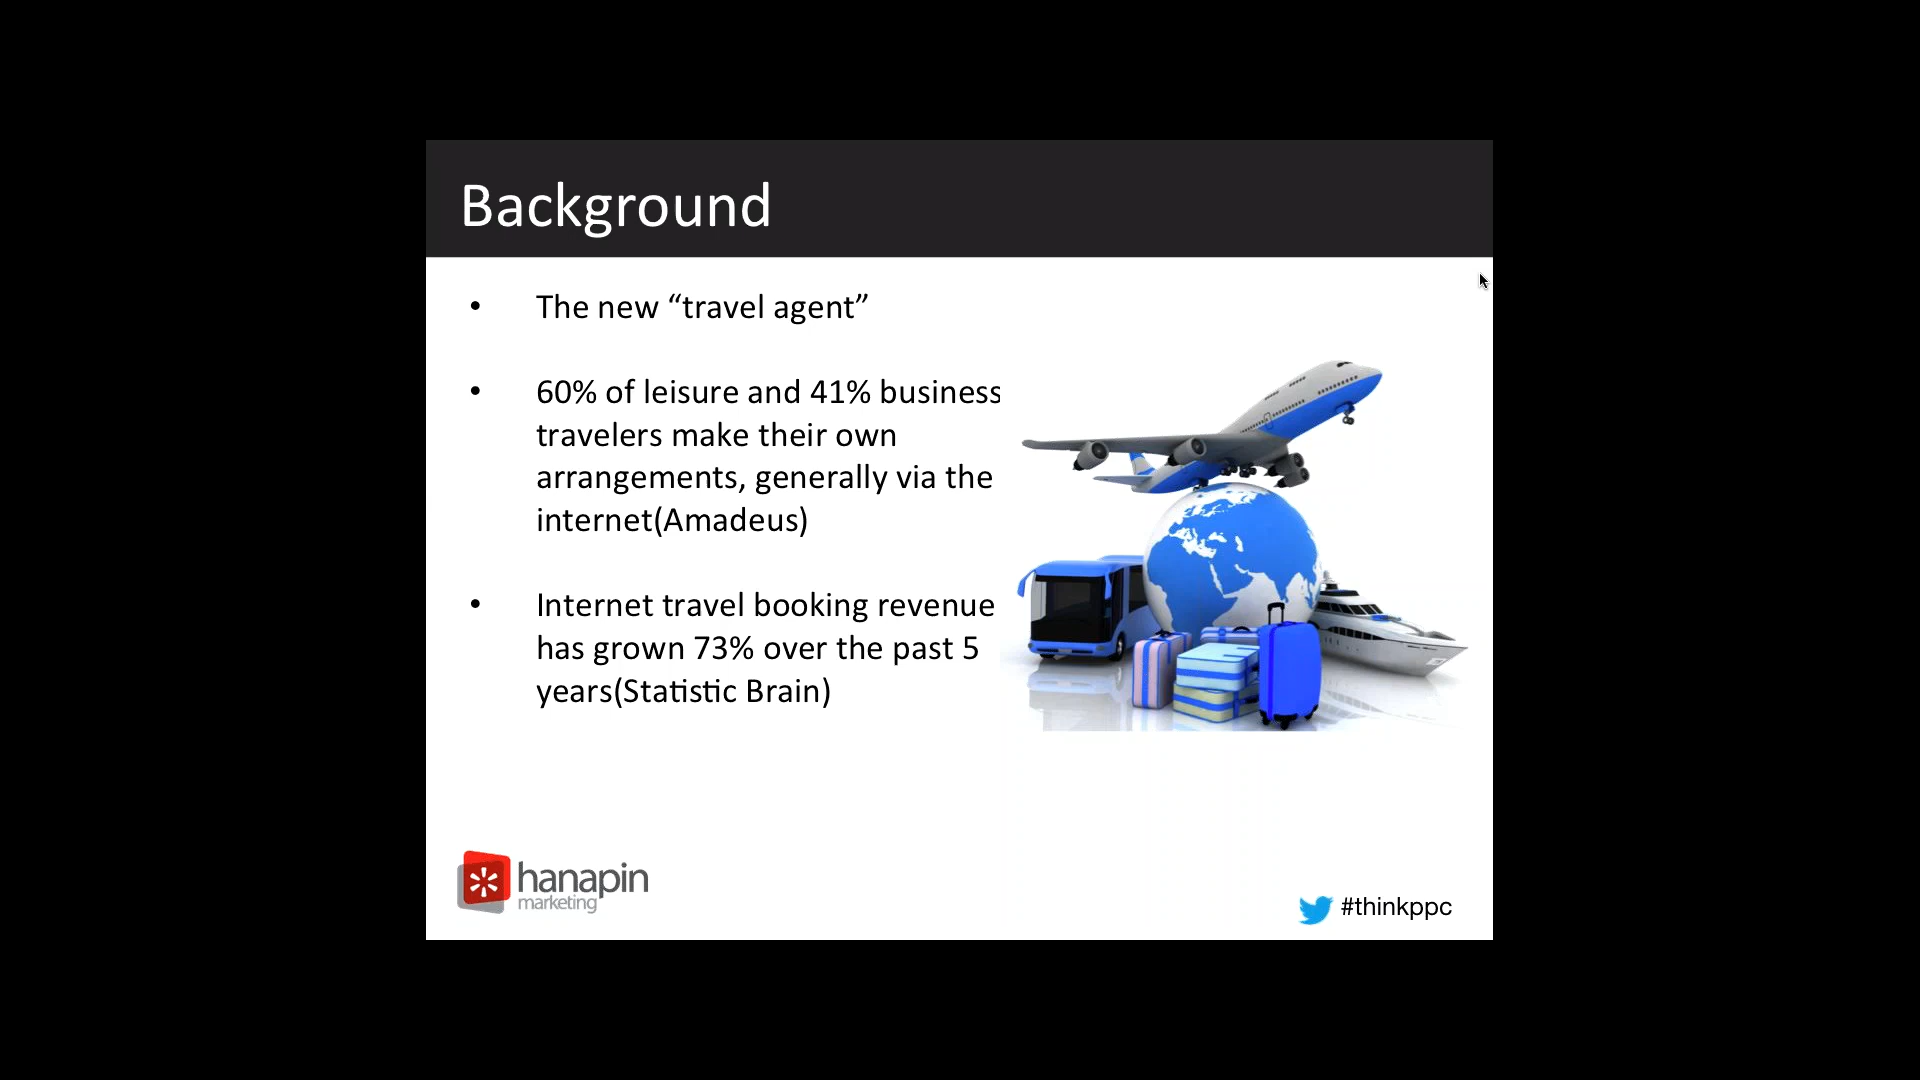 Background
• The new “travel agent”
• 60% of leisure and 41% business
travelers make their own
arrangements, generally via the
internet(Amadeus)
• Internet travel booking revenue
has grown 73% over the past 5
years(Statistic Brain)
hanapin
marketing
#thinkppc